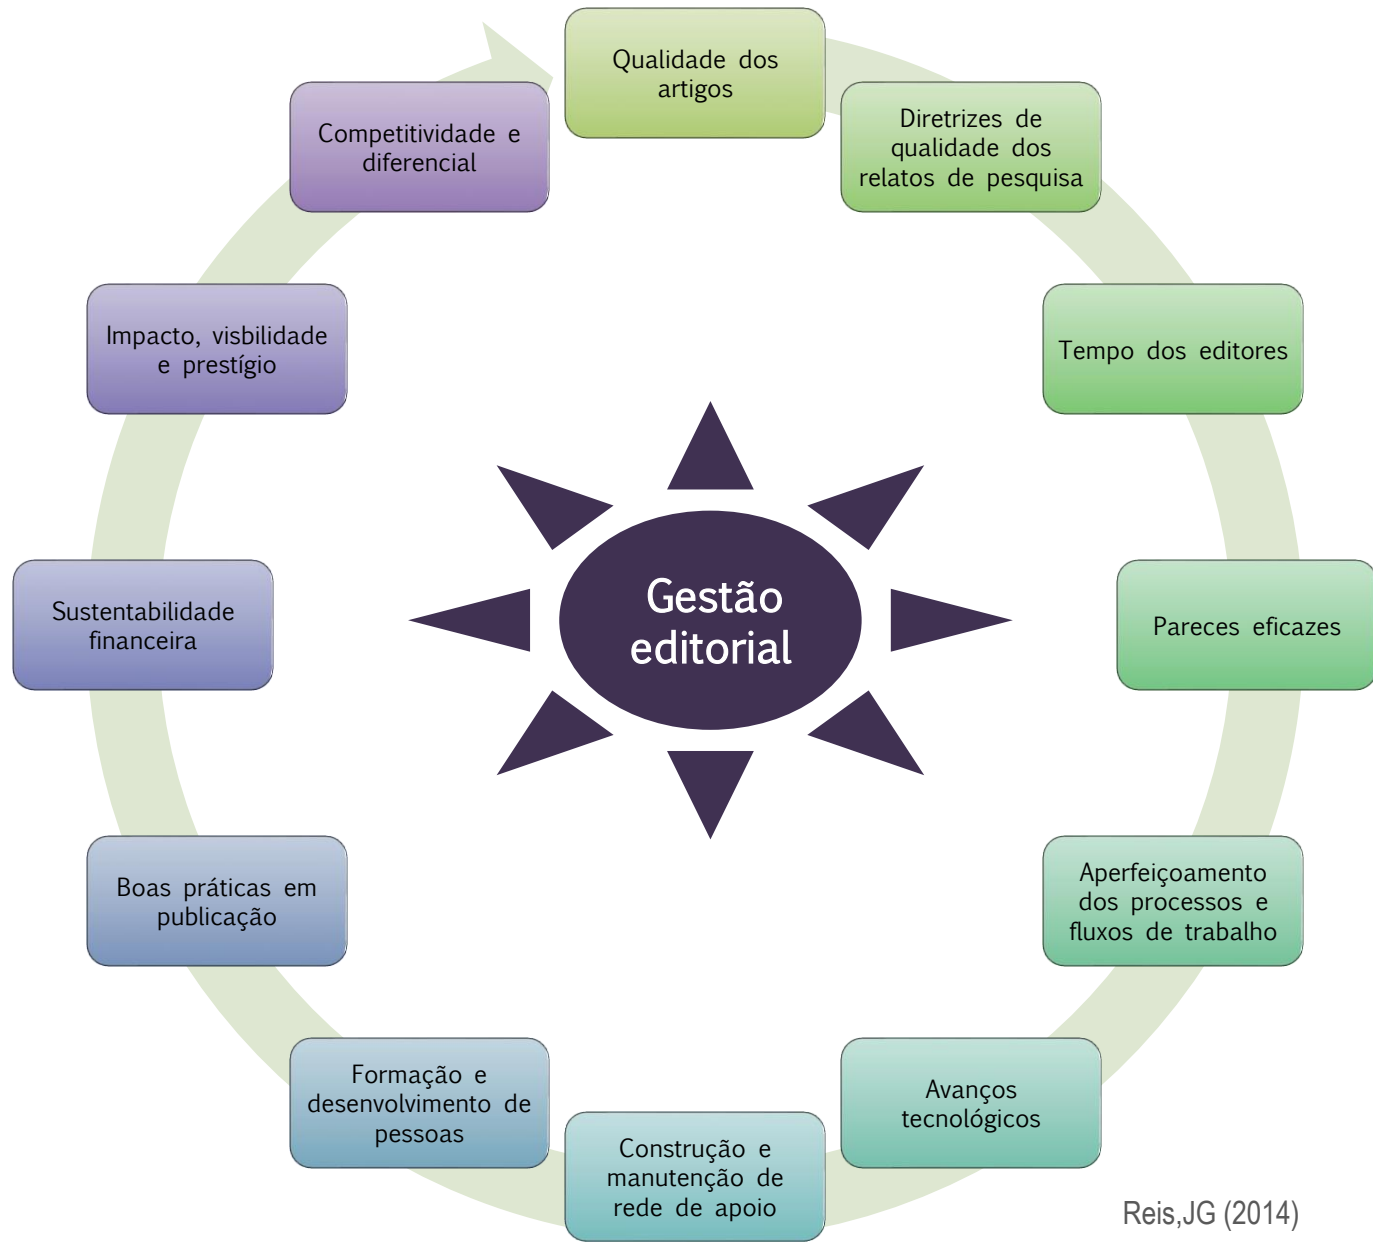 Qualidade dos
artigos
Diretrizes de
qualidade dos
relatos de pesquisa
Tempo dos editores
Pareces eficazes
Aperfeiçoamento
dos processos e
fluxos de trabalho
Avanços
tecnológicos
Construção e
manutenção de
rede de apoio
Formação e
desenvolvimento de
pessoas
Boas práticas em
publicação
Sustentabilidade
financeira
Impacto, visbilidade
e prestígio
Competitividade e
diferencial
Gestão
editorial
Reis,JG (2014)